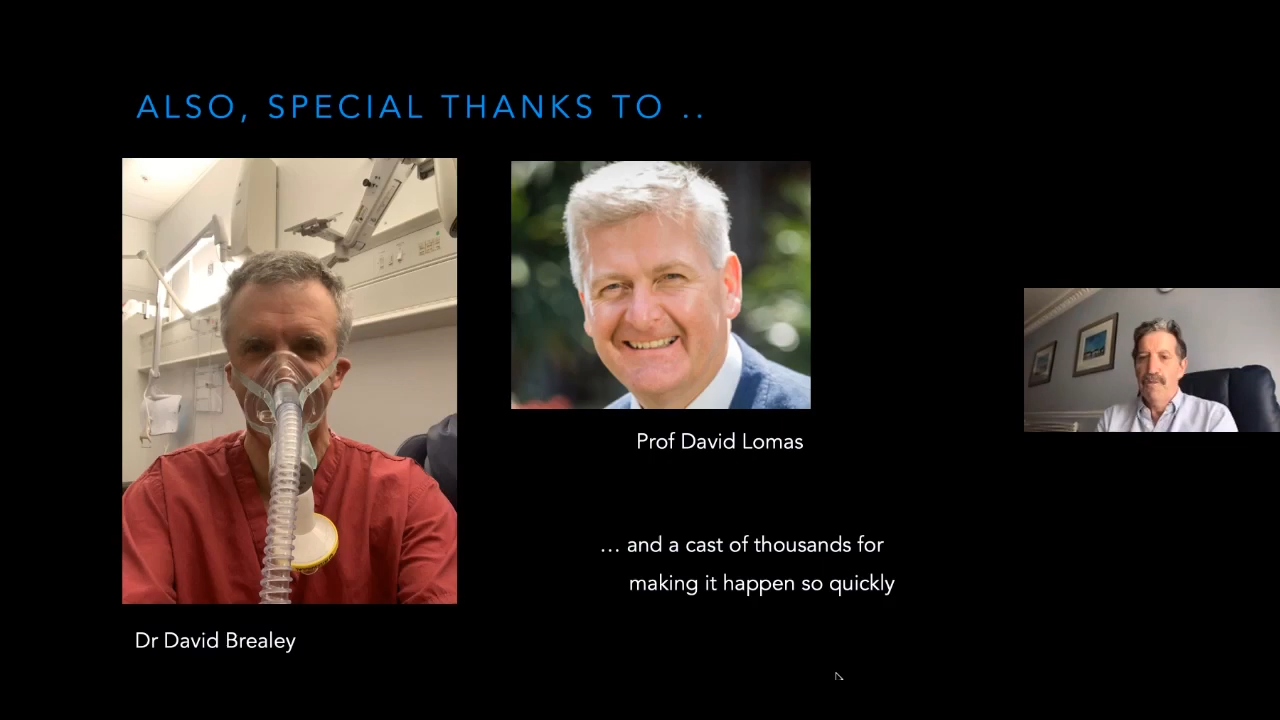 ALSO, SPECIAL THANKS TO ..
Prof David Lomas
... and a cast of thousands for
making it happen so quickly
Dr David Brealey